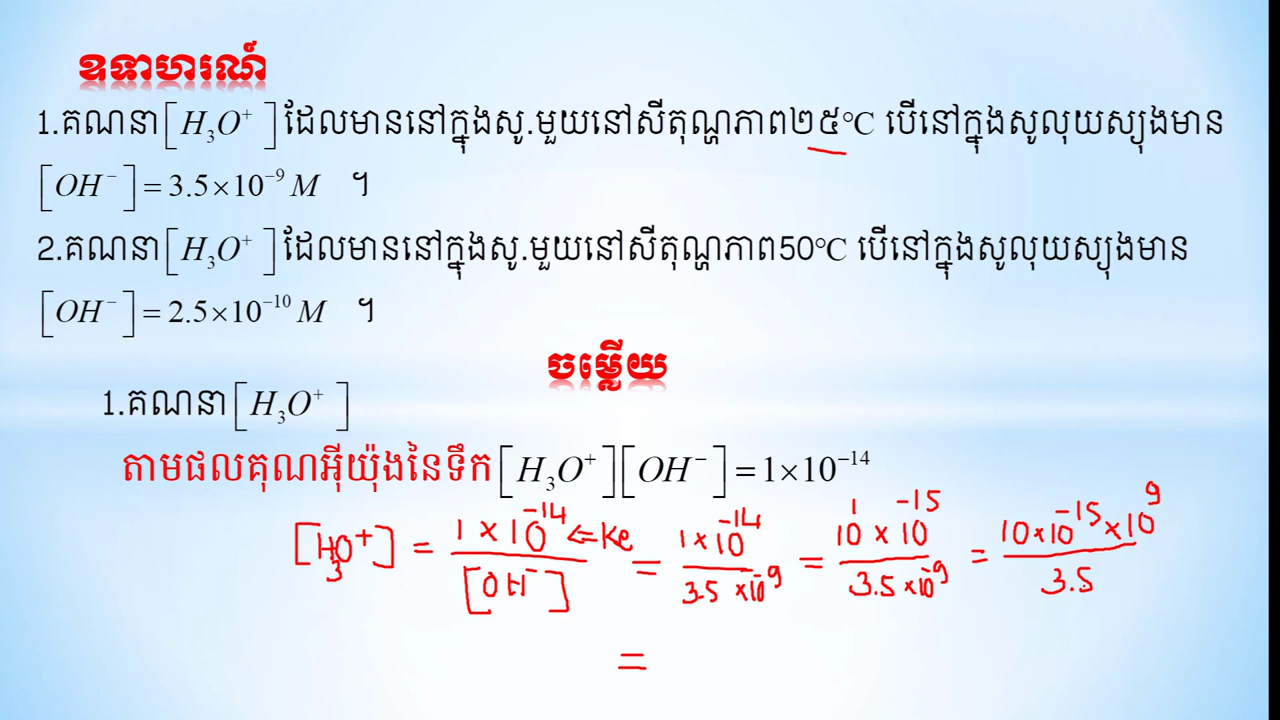 ឧទាហរណ៍
1.គណនា[H₃O⁺] ដែលមាននៅក្នុងសូ.មួយនៅសីតុណ្ហភាព២៥°C បើនៅក្នុងសូលុយស្យុងមាន
[OH⁻] = 3.5×10⁻⁹ M ។
2.គណនា[H₃O⁺] ដែលមាននៅក្នុងសូ.មួយនៅសីតុណ្ហភាព50°C បើនៅក្នុងសូលុយស្យុងមាន
[OH⁻] = 2.5×10⁻¹⁰ M ។
ចម្លើយ
1.គណនា[H₃O⁺]
តាមផលគុណអ៊ីយ៉ុងនៃទឹក[H₃O⁺][OH⁻] = 1×10⁻¹⁴
[H₃O⁺] = 1 × 10⁻¹⁴ ⇐ Ke / [OH⁻] = 1 × 10⁻¹⁴ / 3.5 × 10⁻⁹ = 10¹ × 10⁻¹⁵ / 3.5 × 10⁻⁹ = 10 × 10⁻¹⁵ × 10⁹ / 3.5
=